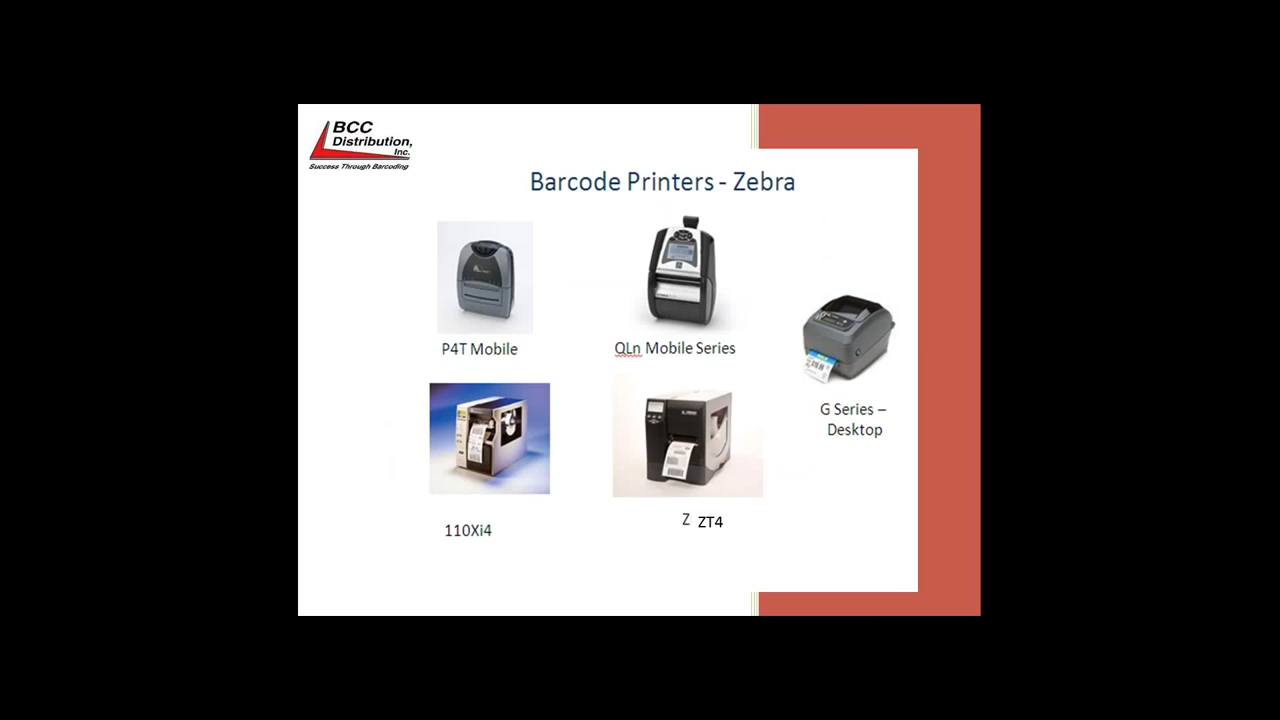 BCC
Distribution,
Inc.
Success Through Barcoding
Barcode Printers - Zebra
P4T Mobile
QLn Mobile Series
G Series –
Desktop
110Xi4
Z ZT4